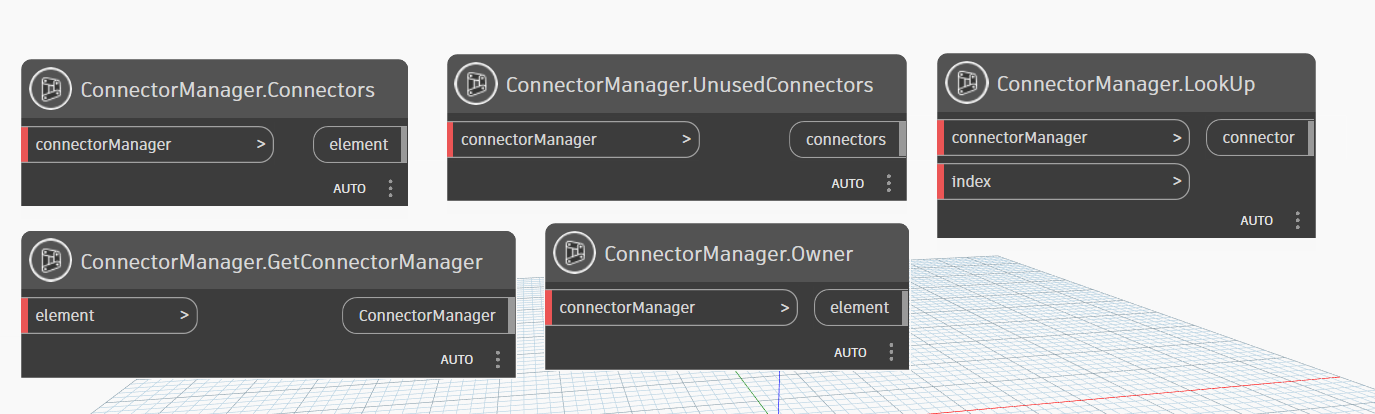 ConnectorManager.Connectors
connectorManager > element
AUTO
ConnectorManager.UnusedConnectors
connectorManager > connectors
AUTO
ConnectorManager.LookUp
connectorManager > connector
index >
AUTO
ConnectorManager.GetConnectorManager
element > ConnectorManager
AUTO
ConnectorManager.Owner
connectorManager > element
AUTO